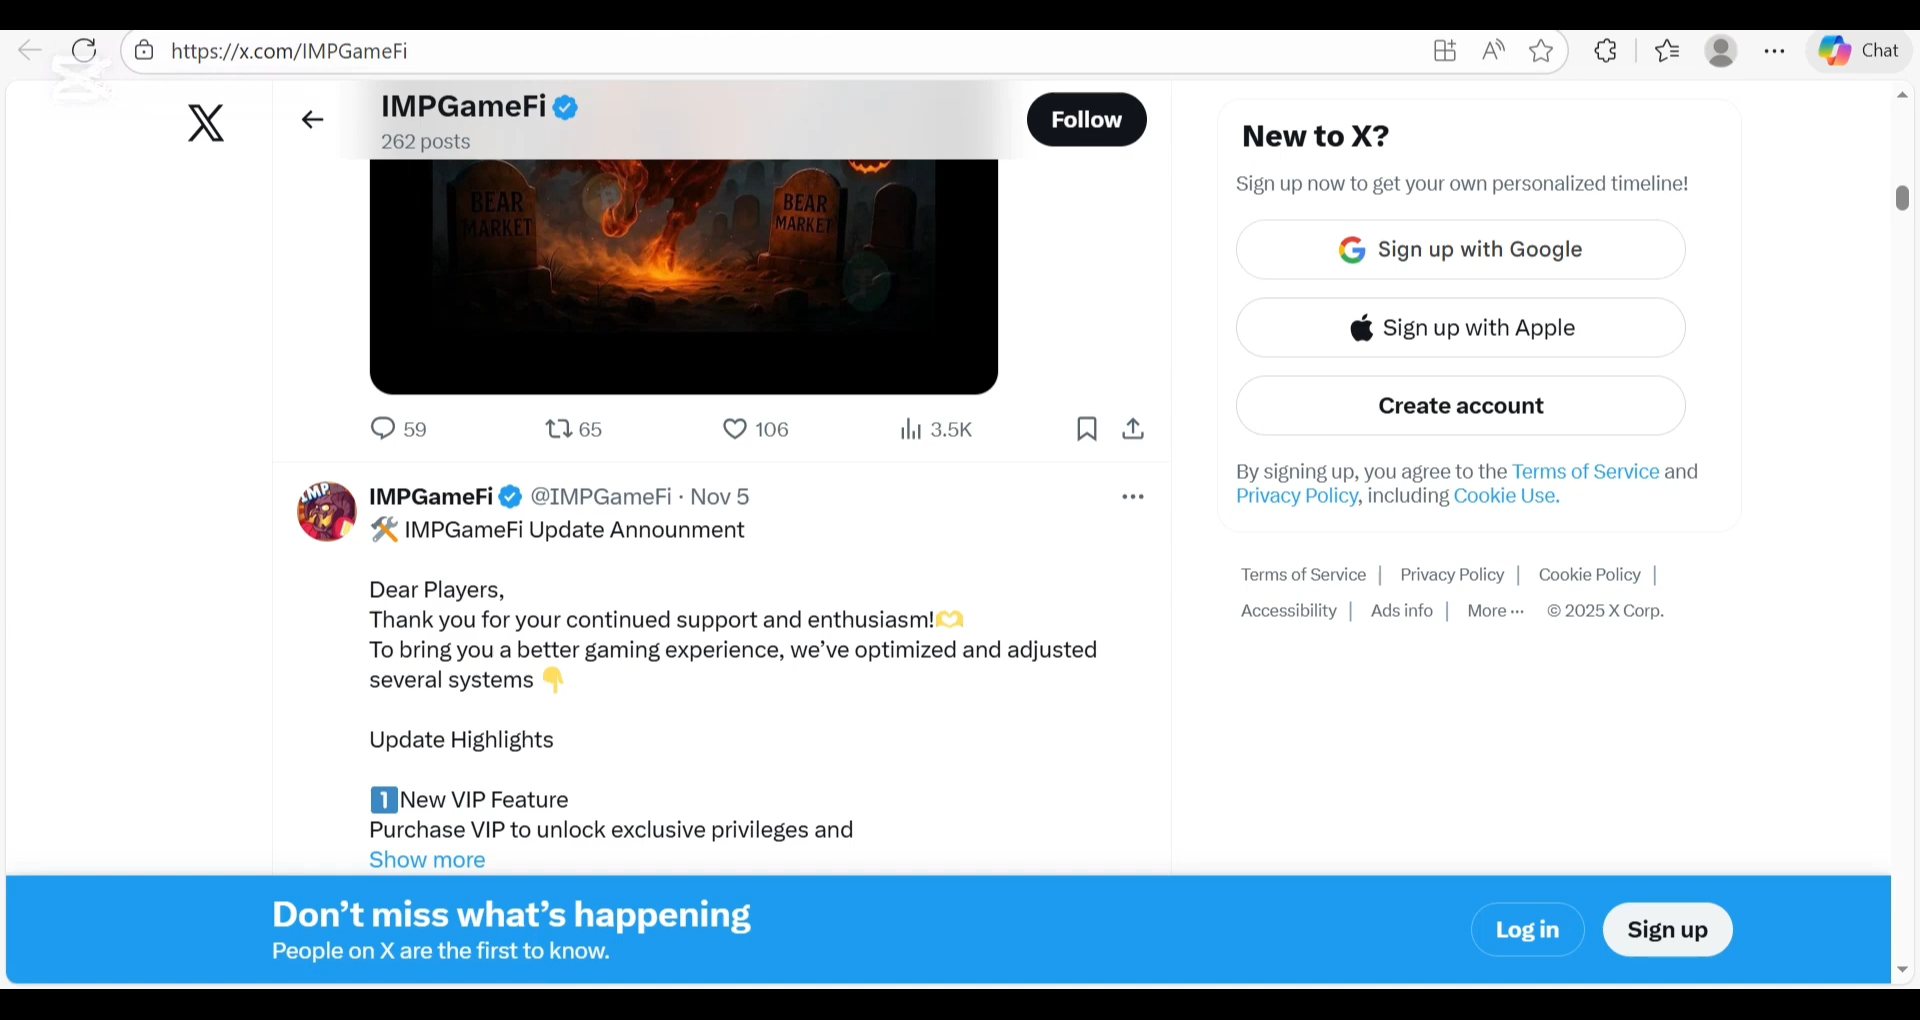 https://x.com/IMPGameFi
Chat
IMPGameFi
262 posts
Follow
BEAR
MARKET
BEAR
MARKET
59
65
106
3.5K
IMPGameFi @IMPGameFi · Nov 5
🛠 IMPGameFi Update Announment
Dear Players,
Thank you for your continued support and enthusiasm!🫶
To bring you a better gaming experience, we’ve optimized and adjusted
several systems 👇
Update Highlights
1️⃣New VIP Feature
Purchase VIP to unlock exclusive privileges and
Show more
New to X?
Sign up now to get your own personalized timeline!
Sign up with Google
Sign up with Apple
Create account
By signing up, you agree to the Terms of Service and
Privacy Policy, including Cookie Use.
Terms of Service | Privacy Policy | Cookie Policy |
Accessibility | Ads info | More ··· © 2025 X Corp.
Don’t miss what’s happening
People on X are the first to know.
Log in
Sign up